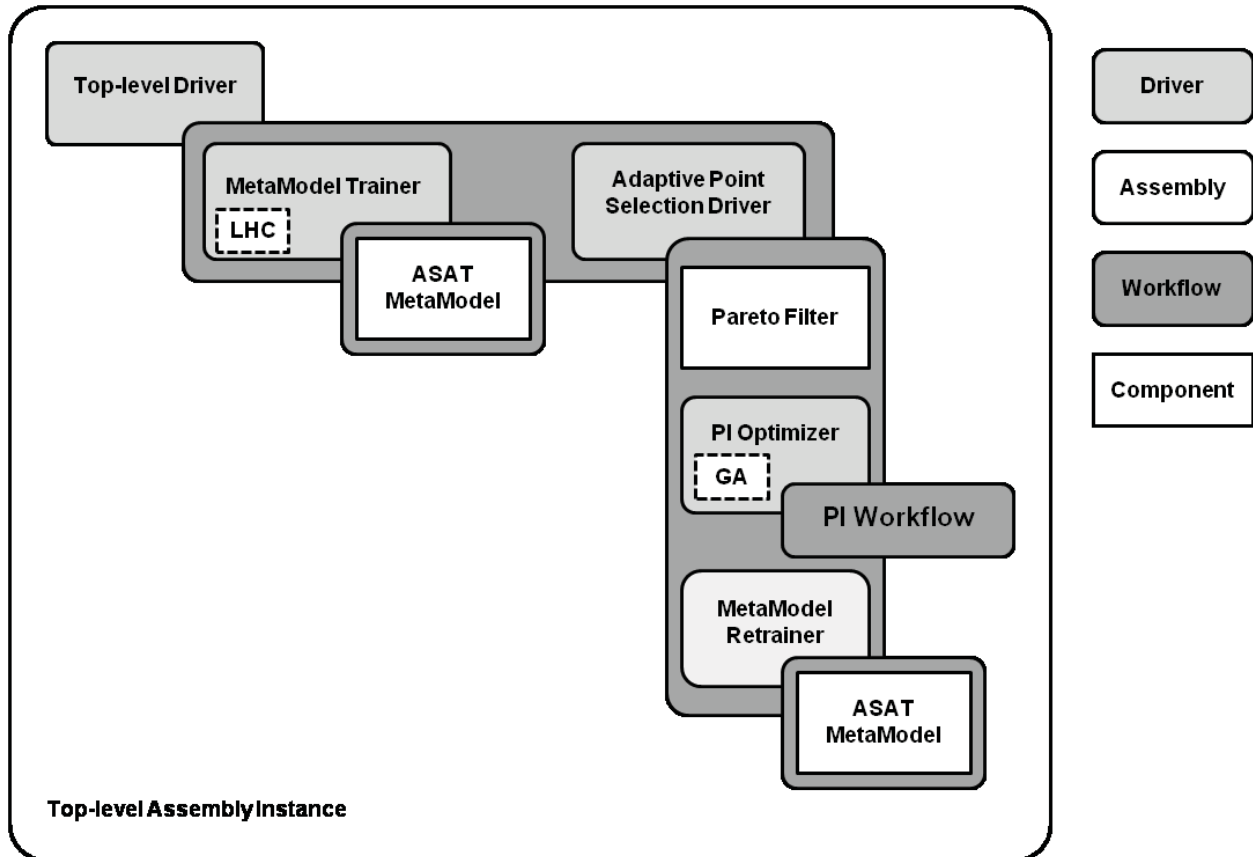 Top-level Driver
MetaModel Trainer
LHC
ASAT
MetaModel
Adaptive Point
Selection Driver
Pareto Filter
PI Optimizer
GA
PI Workflow
MetaModel
Retrainer
ASAT
MetaModel
Top-level Assembly Instance
Driver
Assembly
Workflow
Component